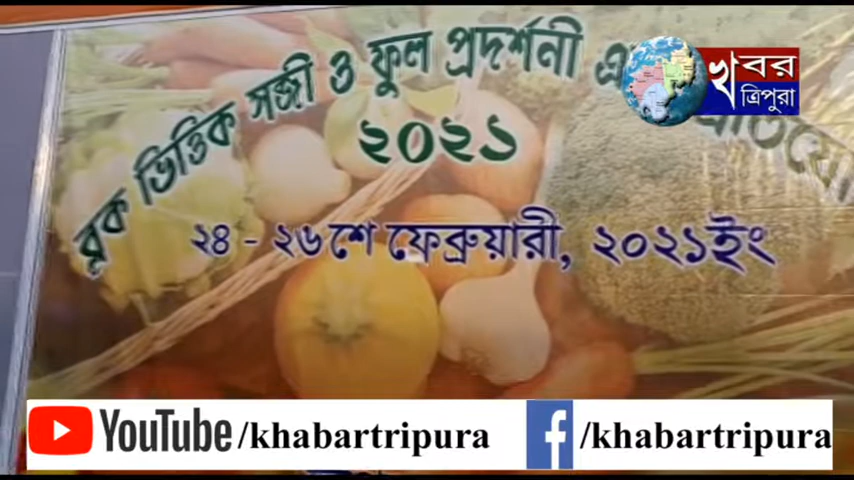 ব্লক ভিত্তিক সব্জী ও ফুল প্রদর্শনী
২০২১
২৪ - ২৬শে ফেব্রুয়ারী, ২০২১ইং
খবর
ত্রিপুরা
YouTube /khabartripura
f /khabartripura